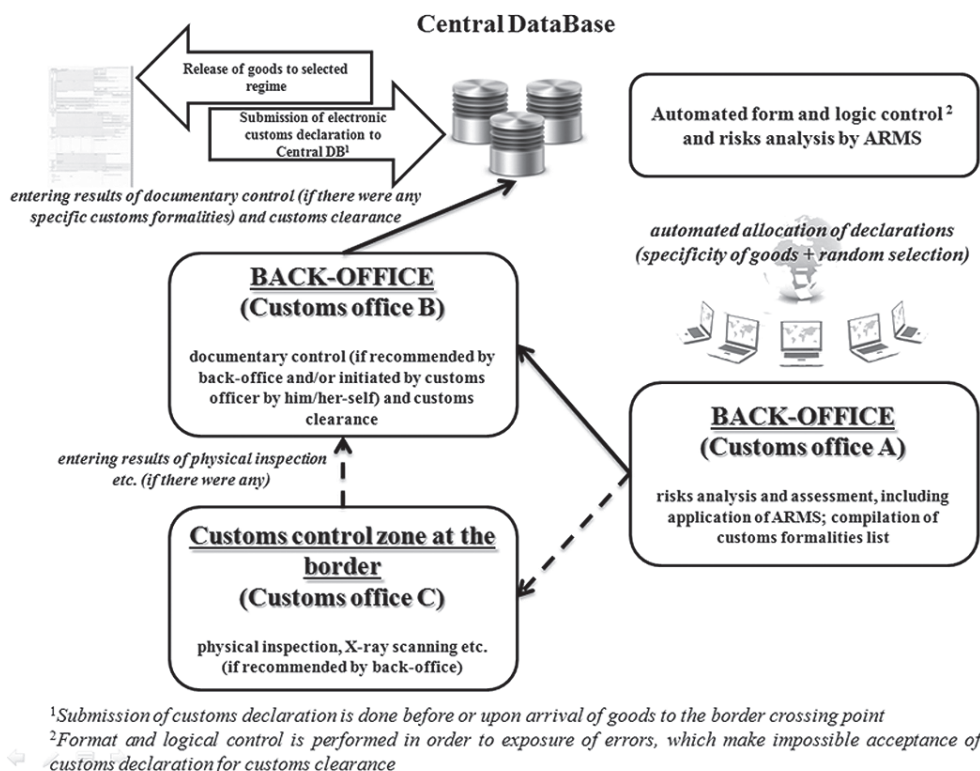 Central DataBase
Release of goods to selected
regime
Submission of electronic
customs declaration to
Central DB1
Automated form and logic control 2
and risks analysis by ARMS
entering results of documentary control (if there were any
specific customs formalities) and customs clearance
automated allocation of declarations
(specificity of goods + random selection)
BACK-OFFICE
(Customs office B)
documentary control (if recommended by
back-office and/or initiated by customs
officer by him/her-self) and customs
clearance
BACK-OFFICE
(Customs office A)
risks analysis and assessment, including
application of ARMS; compilation of
customs formalities list
entering results of physical inspection
etc. (if there were any)
Customs control zone at the
border
(Customs office C)
physical inspection, X-ray scanning etc.
(if recommended by back-office)
1Submission of customs declaration is done before or upon arrival of goods to the border crossing point
2Format and logical control is performed in order to exposure of errors, which make impossible acceptance of
customs declaration for customs clearance